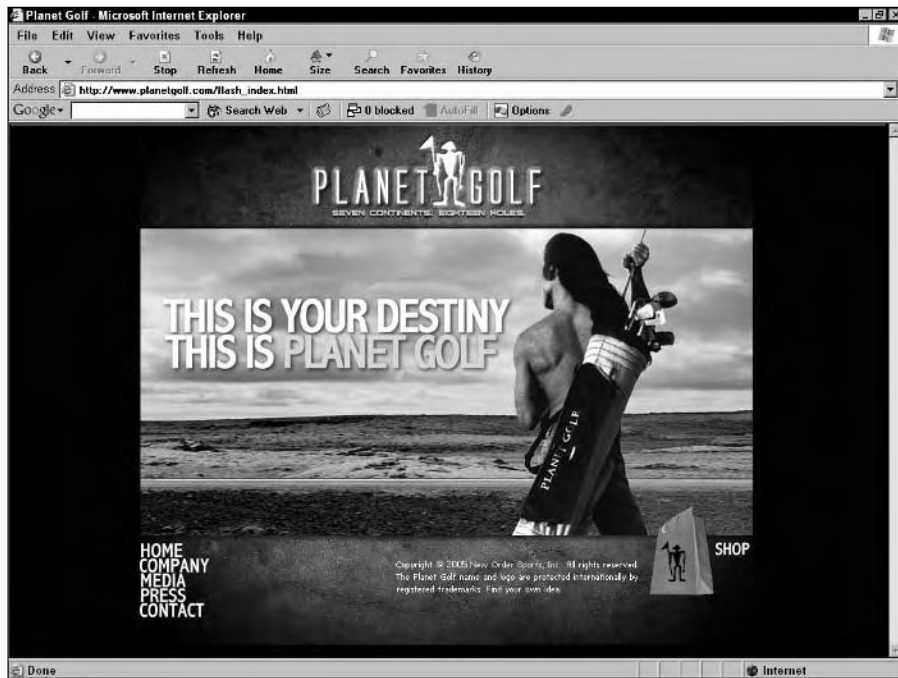 Planet Golf - Microsoft Internet Explorer
File Edit View Favorites Tools Help
Back Forward Stop Refresh Home Size Search Favorites History
Address http://www.planetgolf.com/flash_index.html
Google Search Web 0 blocked AutoFill Options
PLANET GOLF
SEVEN CONTINENTS. EIGHTEEN HOLES.
THIS IS YOUR DESTINY
THIS IS PLANET GOLF
PLANET GOLF
HOME
COMPANY
MEDIA
PRESS
CONTACT
Copyright © 2005 New Order Sports, Inc. All rights reserved.
The Planet Golf name and logo are protected internationally by
registered trademarks. Find your own idea.
SHOP
Done Internet